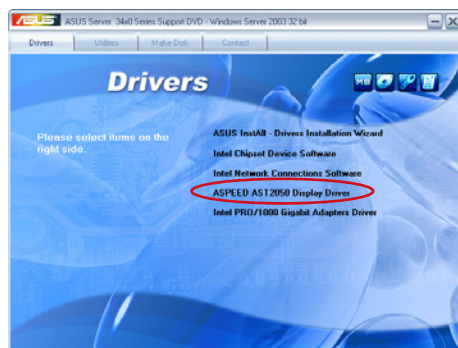 ASUS ASUS Server 34x0 Series Support DVD - Windows Server 2003 32 bit
Drivers Utilities Make Disk Contact
Drivers
Please select items on the
right side.
ASUS InstAll - Drivers Installation Wizard
Intel Chipset Device Software
Intel Network Connections Software
ASPEED AST2050 Display Driver
Intel PRO/1000 Gigabit Adapters Driver